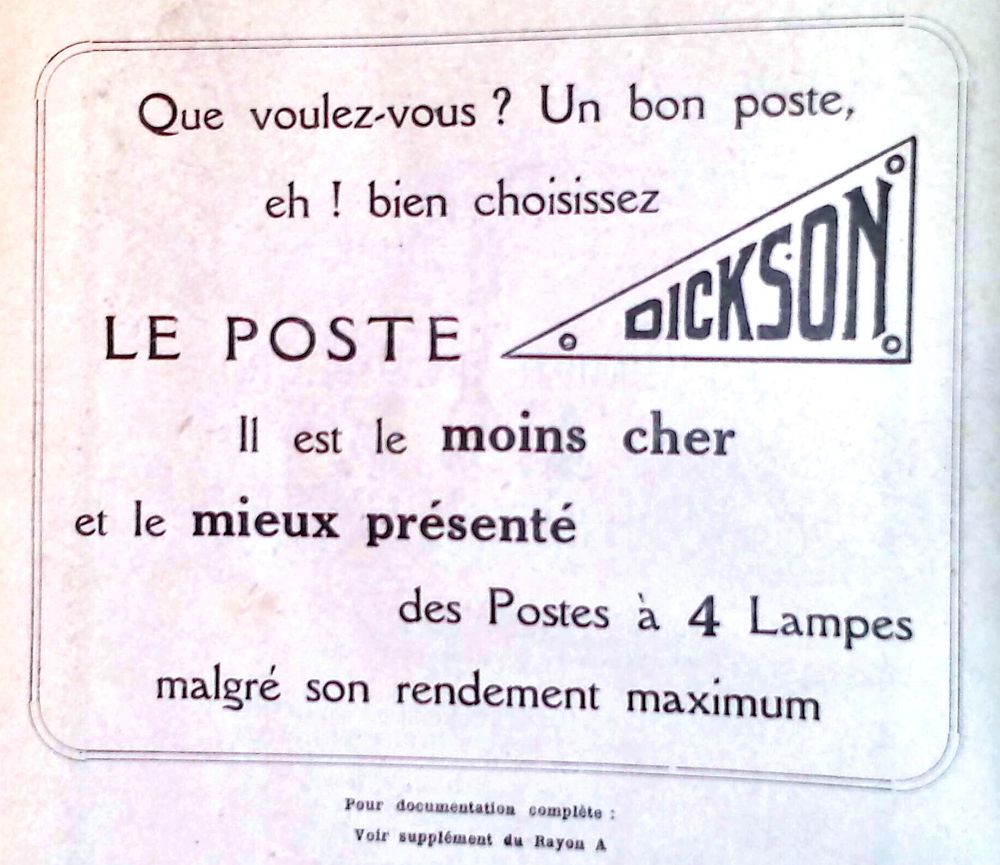 Que voulez-vous ? Un bon poste,
eh ! bien choisissez
LE POSTE DICKSON
Il est le moins cher
et le mieux présenté
des Postes à 4 Lampes
malgré son rendement maximum
Pour documentation complète :
Voir supplément du Rayon A